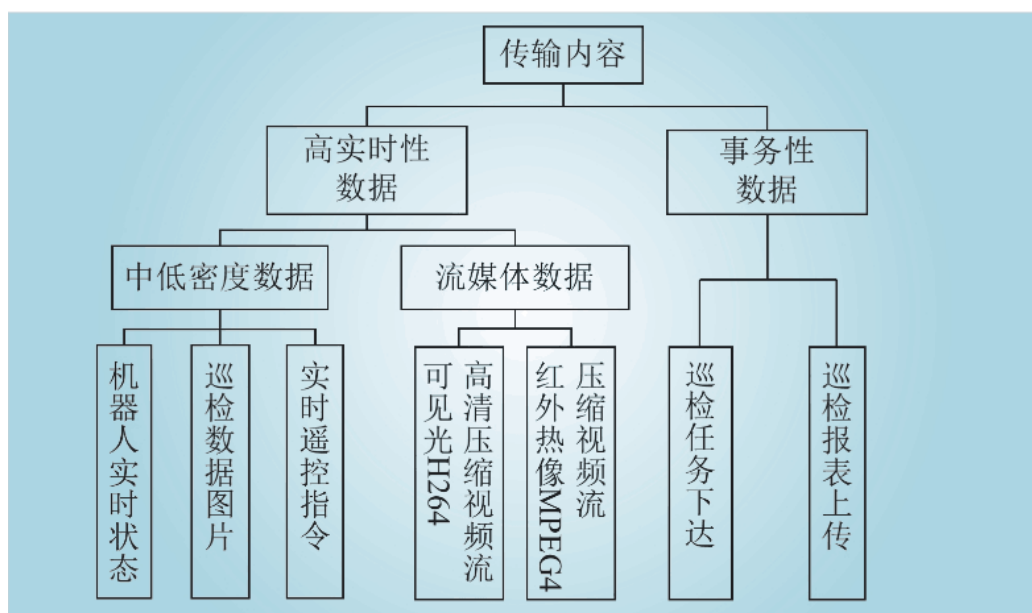 传输内容
高实时性
数据
事务性
数据
中低密度数据
流媒体数据
机器人实时状态
巡检数据图片
实时遥控指令
可见光H264
高清压缩视频流
红外热像MPEG4
压缩视频流
巡检任务下达
巡检报表上传